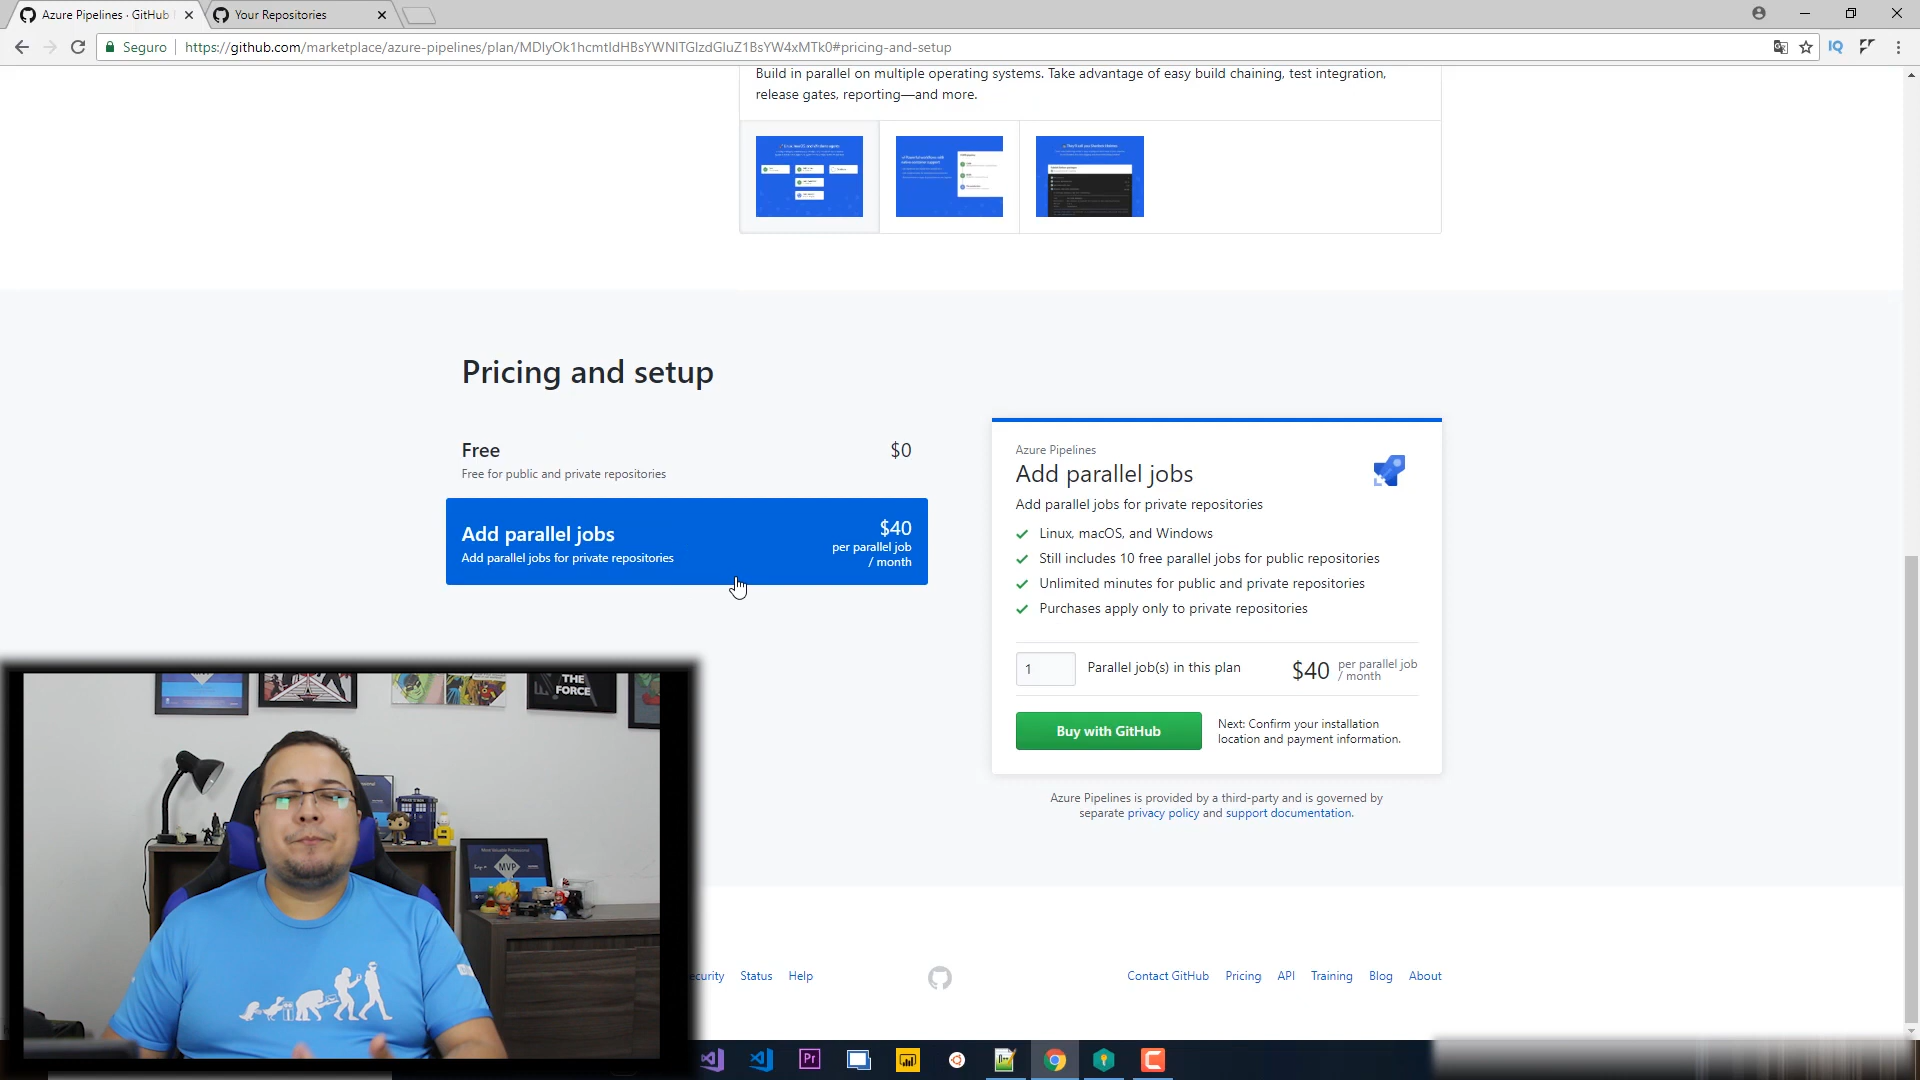 Azure Pipelines · GitHub
Your Repositories
Seguro
https://github.com/marketplace/azure-pipelines/plan/MDIyOk1hcmtldHBsYWNlTGlzdGluZ1BsYW4xMTk0#pricing-and-setup
Build in parallel on multiple operating systems. Take advantage of easy build chaining, test integration,
release gates, reporting—and more.
Pricing and setup
Free
$0
Free for public and private repositories
Add parallel jobs
$40
Add parallel jobs for private repositories
per parallel job
/ month
Azure Pipelines
Add parallel jobs
Add parallel jobs for private repositories
Linux, macOS, and Windows
Still includes 10 free parallel jobs for public repositories
Unlimited minutes for public and private repositories
Purchases apply only to private repositories
1
Parallel job(s) in this plan
$40
per parallel job
/ month
Buy with GitHub
Next: Confirm your installation
location and payment information.
Azure Pipelines is provided by a third-party and is governed by
separate privacy policy and support documentation.
THE
FORCE
MVP
ecurity
Status
Help
Contact GitHub
Pricing
API
Training
Blog
About
Pr